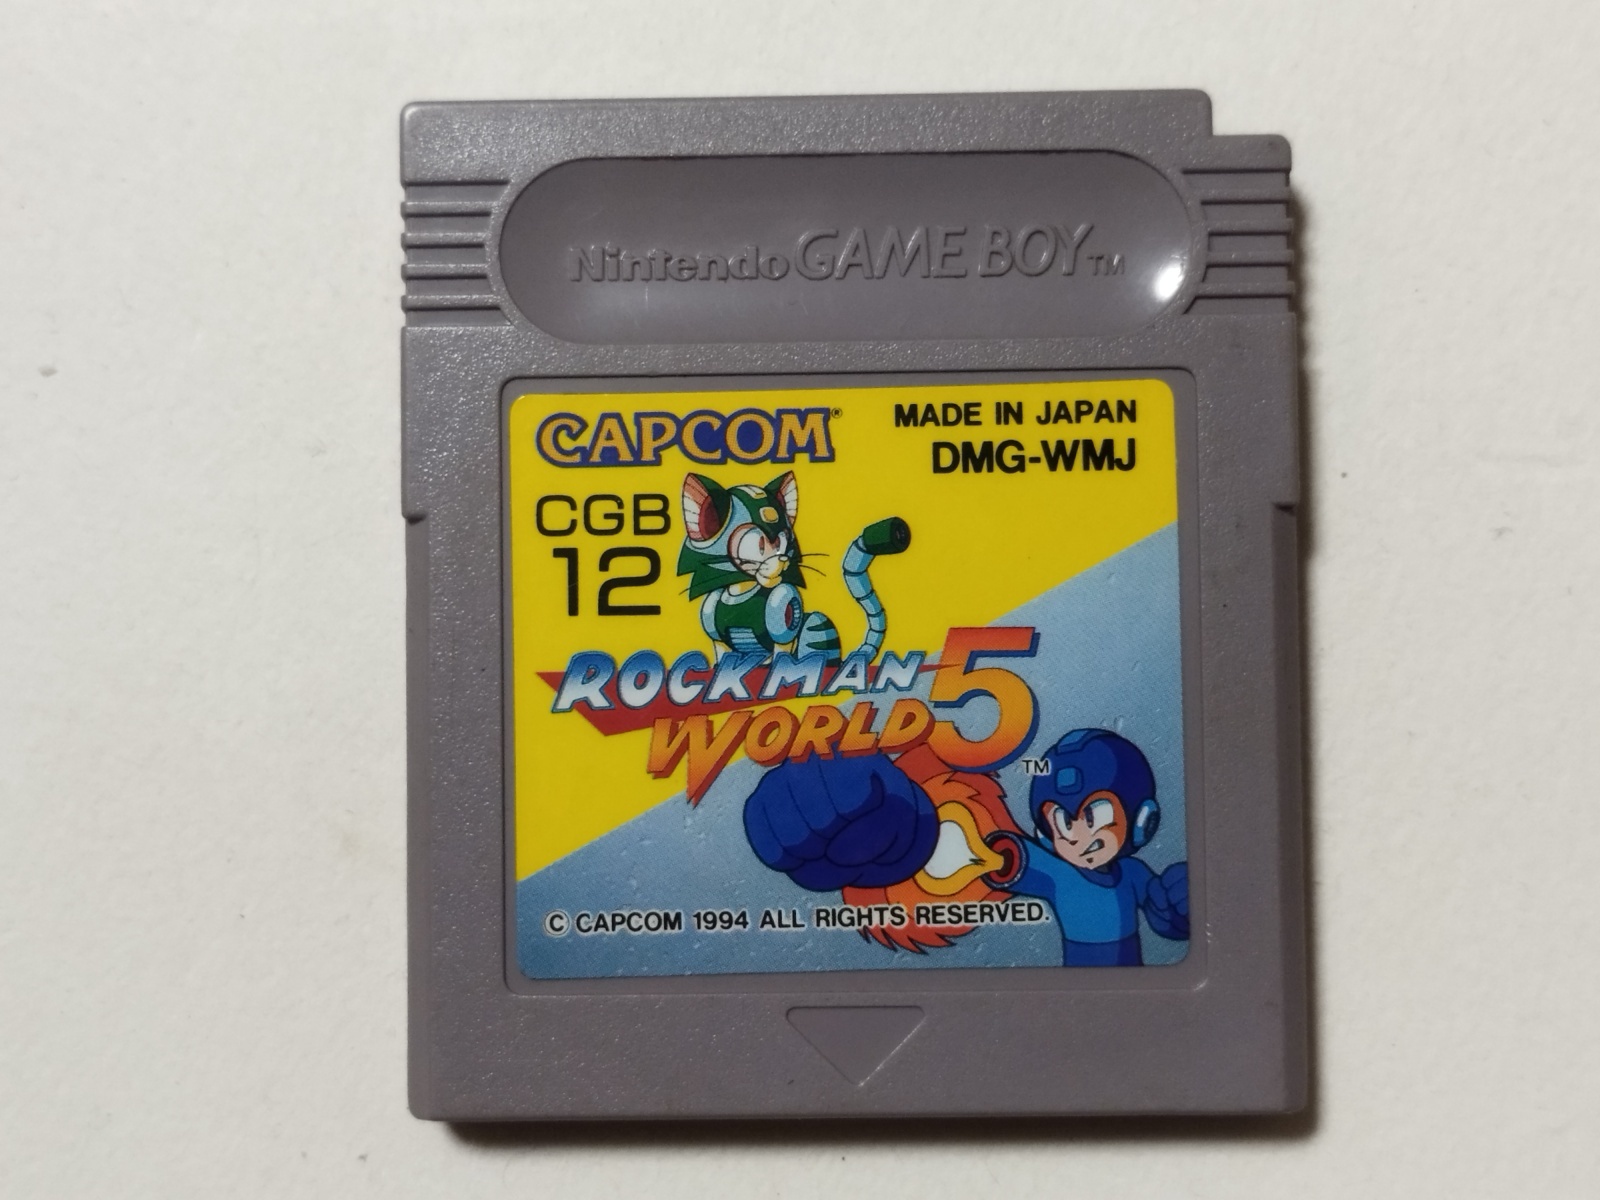 Nintendo GAME BOY™
CAPCOM®
MADE IN JAPAN
DMG-WMJ
CGB
12
ROCKMAN
WORLD 5
™
© CAPCOM 1994 ALL RIGHTS RESERVED.